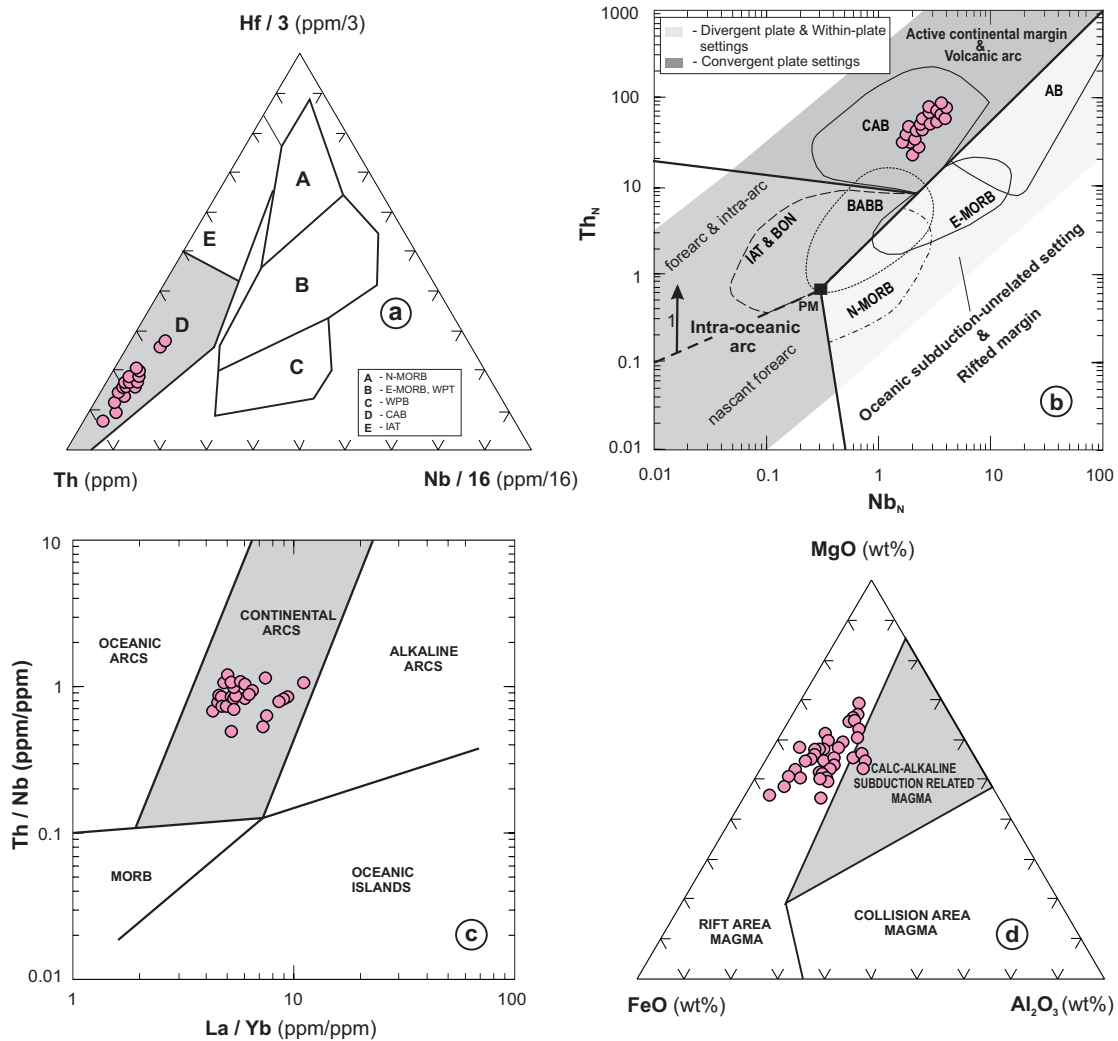 Hf / 3 (ppm/3)
A
E
B
D
a
C
A - N-MORB
B - E-MORB, WPT
C - WPB
D - CAB
E - IAT
Th (ppm)
Nb / 16 (ppm/16)
1000
100
10
1
0.1
0.01
Th_N
- Divergent plate & Within-plate
settings
- Convergent plate settings
Active continental margin
&
Volcanic arc
AB
CAB
BABB
E-MORB
IAT & BON
forearc & intra-arc
N-MORB
PM
1
Intra-oceanic
arc
nascent forearc
Oceanic subduction-unrelated setting
&
Rifted margin
b
0.01
0.1
1
10
100
Nb_N
10
1
0.1
0.01
Th / Nb (ppm/ppm)
OCEANIC
ARCS
CONTINENTAL
ARCS
ALKALINE
ARCS
MORB
OCEANIC
ISLANDS
c
1
10
100
La / Yb (ppm/ppm)
MgO (wt%)
CALC-ALKALINE
SUBDUCTION RELATED
MAGMA
RIFT AREA
MAGMA
COLLISION AREA
MAGMA
d
FeO (wt%)
Al₂O₃ (wt%)